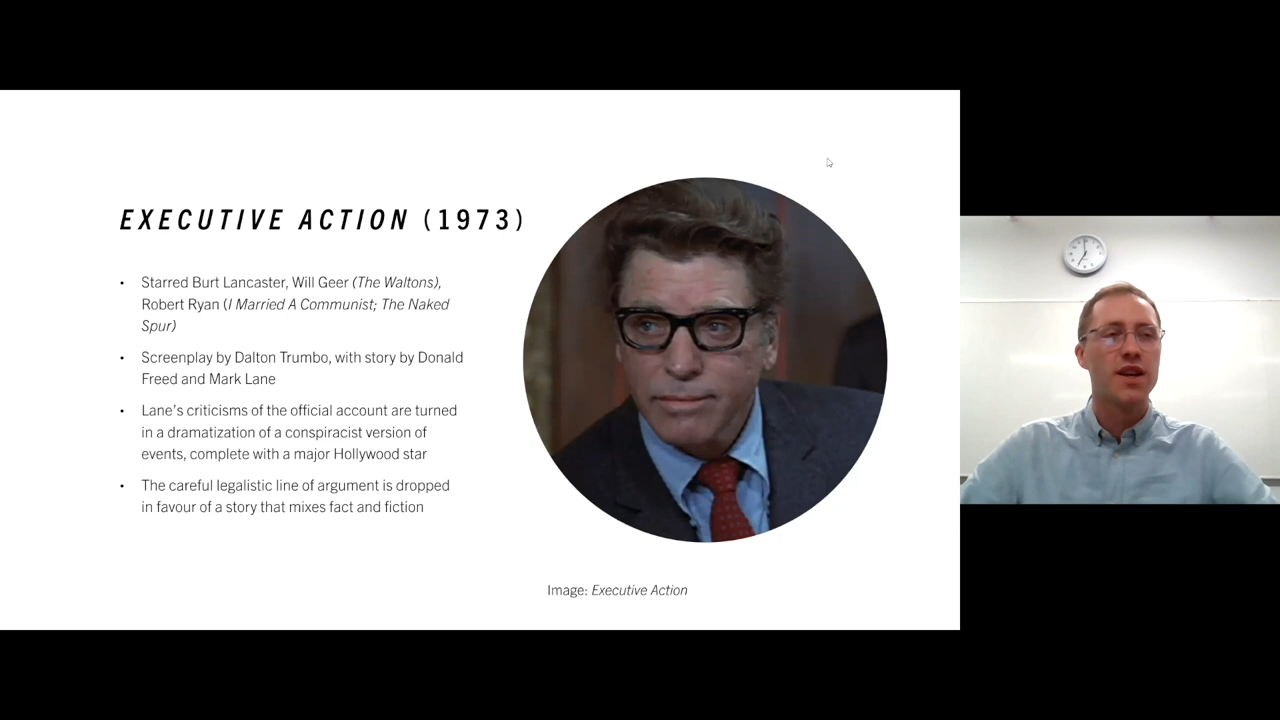 EXECUTIVE ACTION (1973)
• Starred Burt Lancaster, Will Geer (The Waltons),
Robert Ryan (I Married A Communist; The Naked
Spur)
• Screenplay by Dalton Trumbo, with story by Donald
Freed and Mark Lane
• Lane's criticisms of the official account are turned
in a dramatization of a conspiracist version of
events, complete with a major Hollywood star
• The careful legalistic line of argument is dropped
in favour of a story that mixes fact and fiction
Image: Executive Action